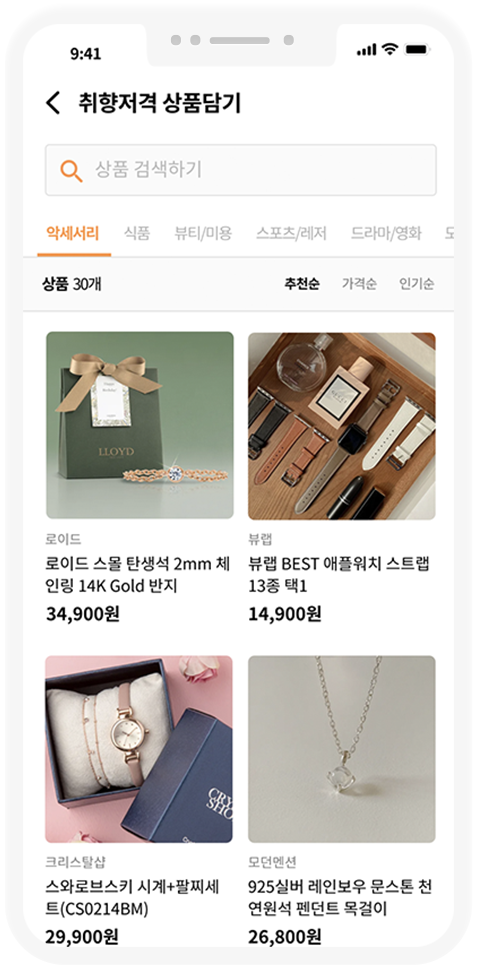 9:41
취향저격 상품담기
상품 검색하기
악세서리 식품 뷰티/미용 스포츠/레저 드라마/영화
상품 30개 추천순 가격순 인기순
LLOYD
로이드
로이드 스몰 탄생석 2mm 체
인링 14K Gold 반지
34,900원
뷰랩
뷰랩 BEST 애플워치 스트랩
13종 택1
14,900원
크리스탈샵
스와로브스키 시계+팔찌세
트(CS0214BM)
29,900원
모던멘션
925실버 레인보우 문스톤 천
연원석 펜던트 목걸이
26,800원